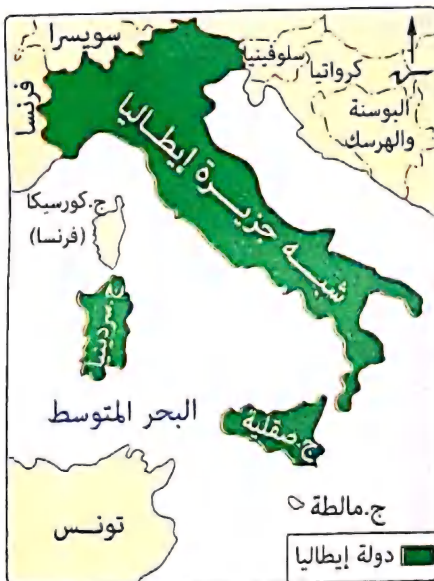 سويسرا
سلوفينيا
كرواتيا
فرنسا
البوسنة
والهرسك
شبه جزيرة إيطاليا
ج.كورسيكا
(فرنسا)
ج.سردينيا
البحر المتوسط
ج.صقلية
ج.مالطة
تونس
دولة إيطاليا